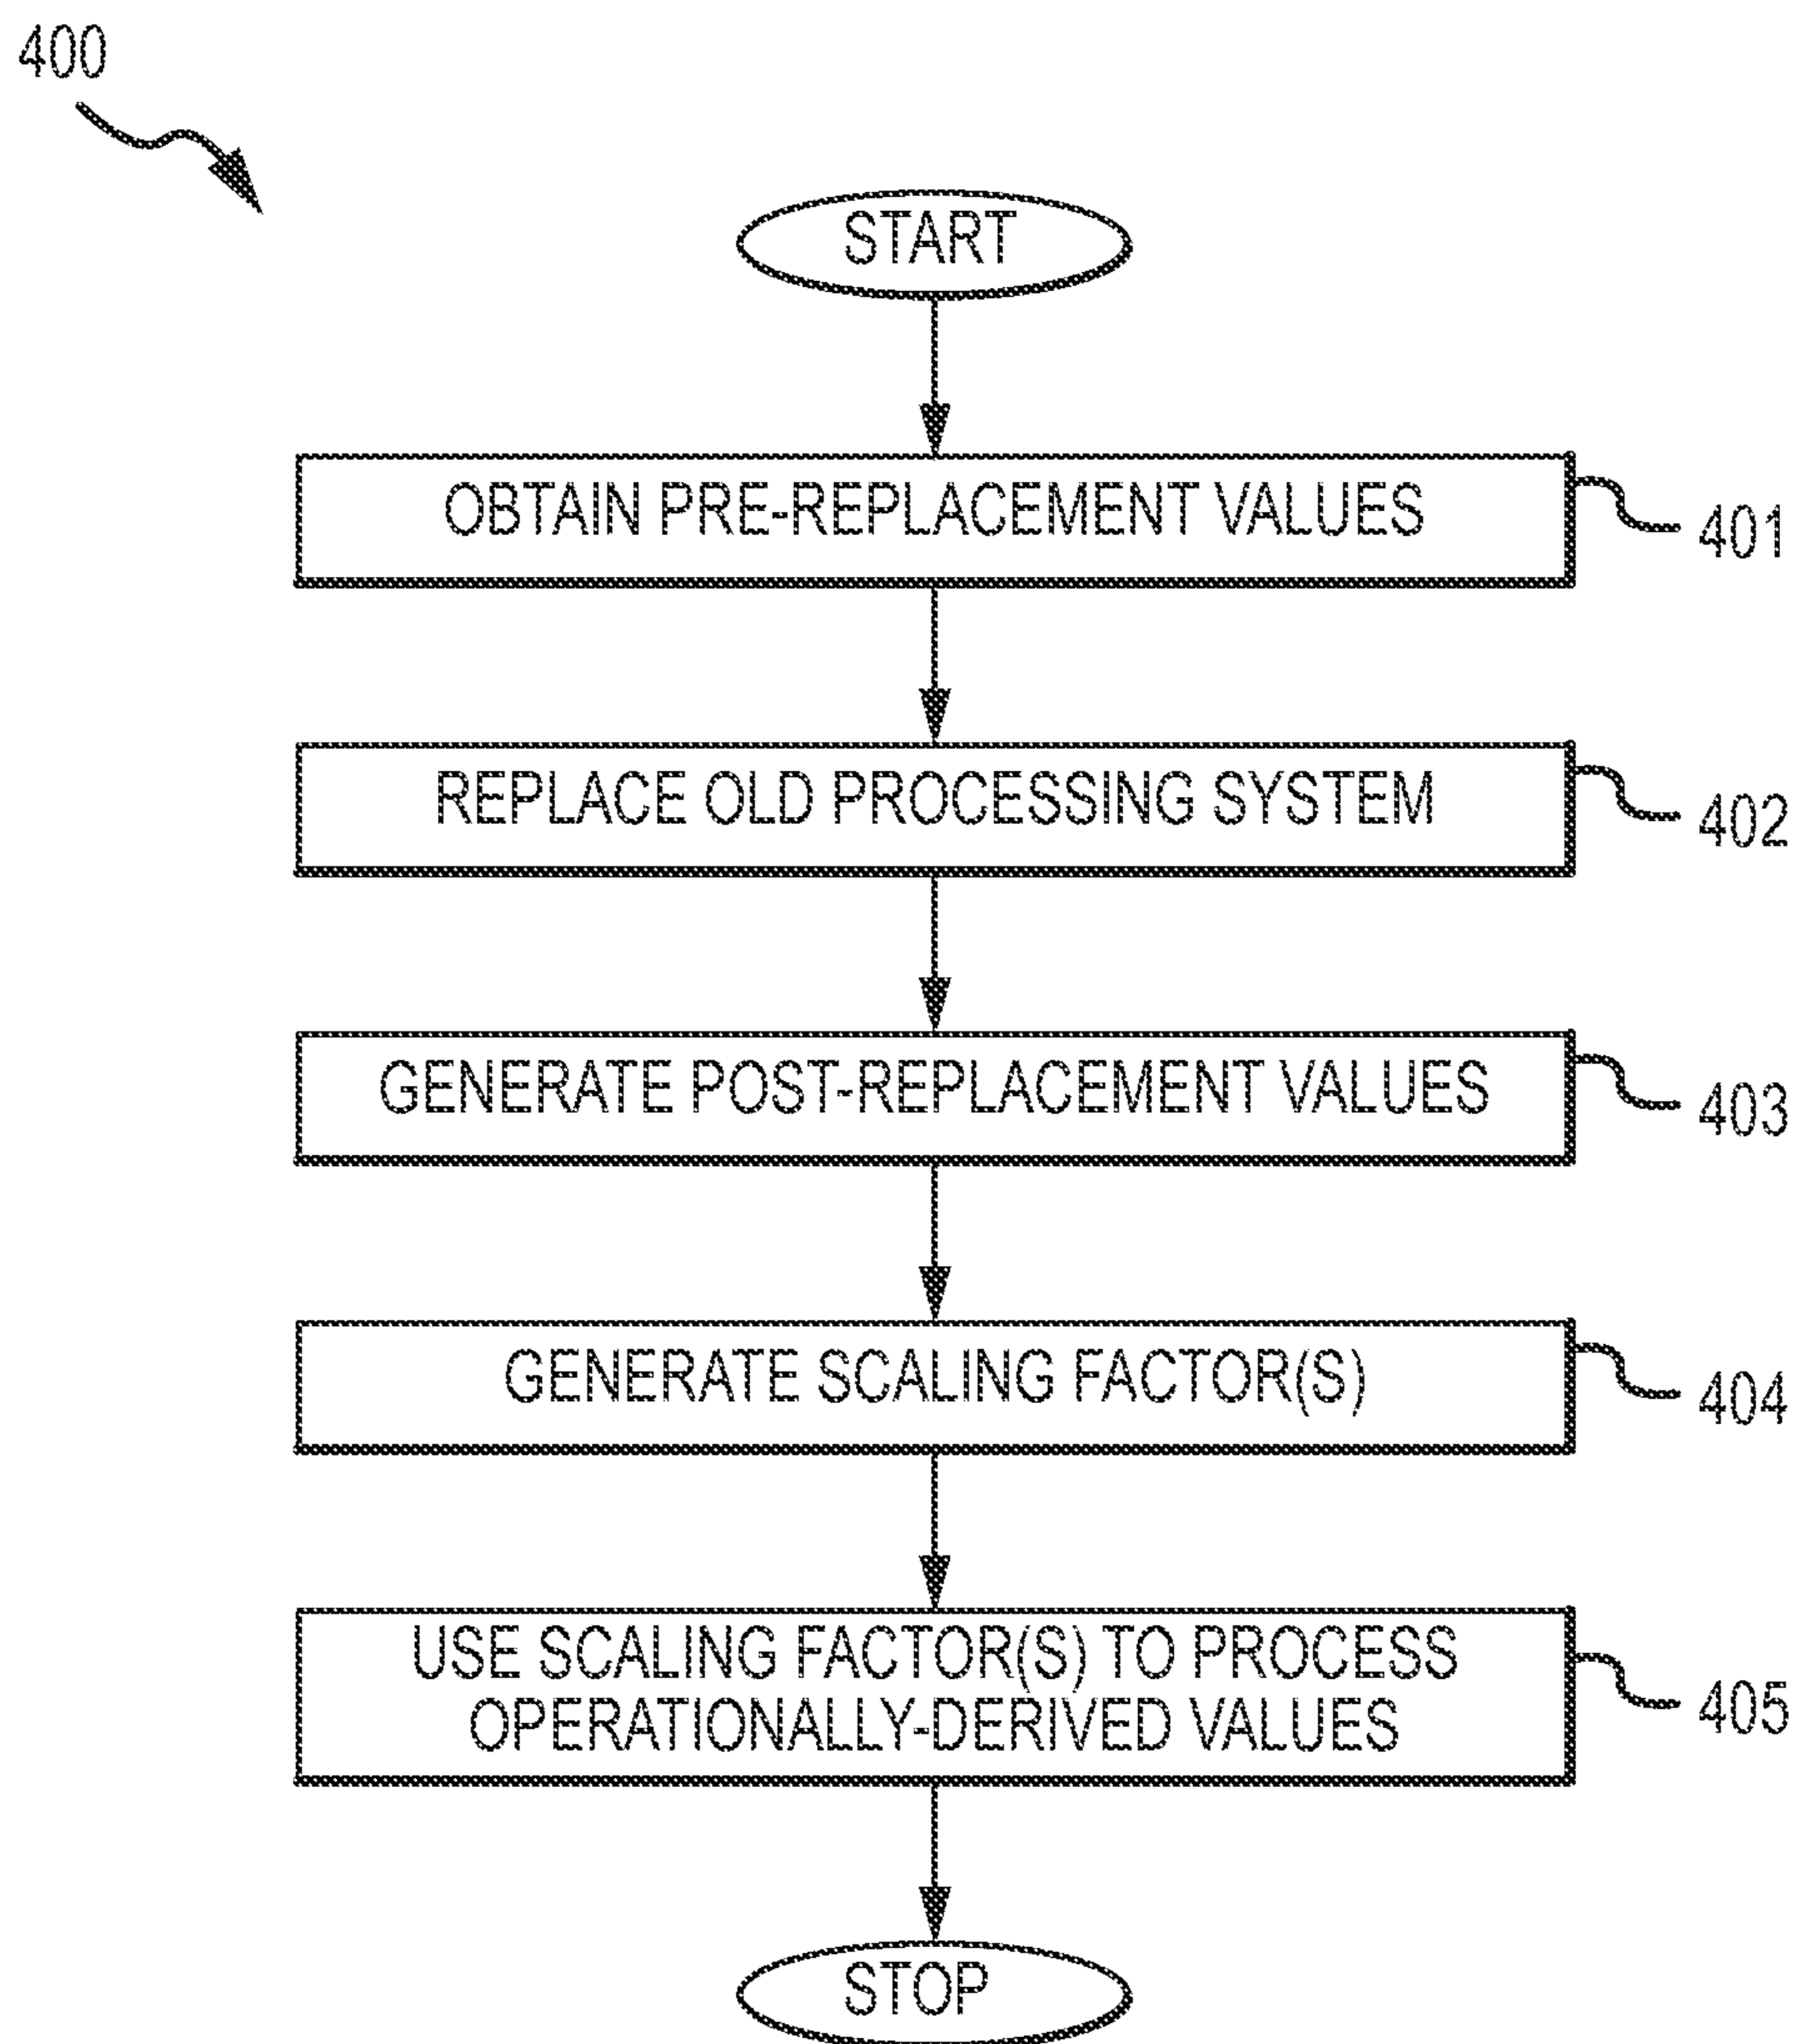 400
START
OBTAIN PRE-REPLACEMENT VALUES
401
REPLACE OLD PROCESSING SYSTEM
402
GENERATE POST-REPLACEMENT VALUES
403
GENERATE SCALING FACTOR(S)
404
USE SCALING FACTOR(S) TO PROCESS
OPERATIONALLY-DERIVED VALUES
405
STOP